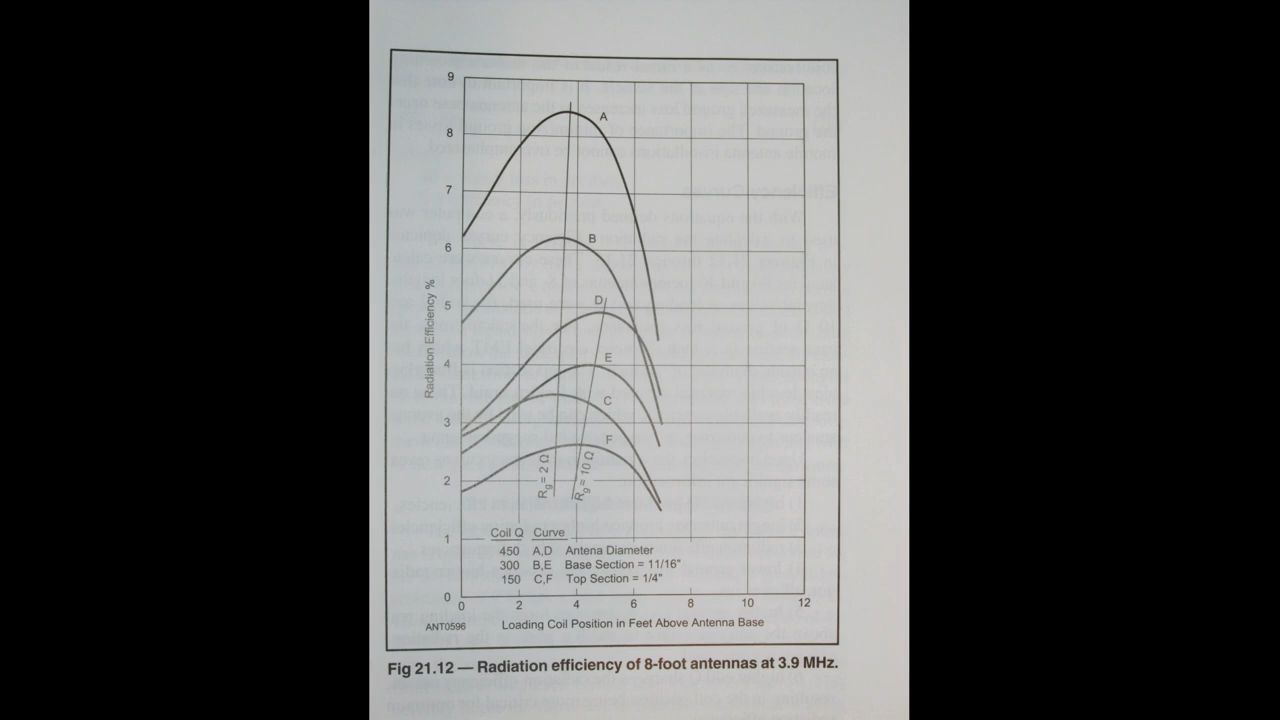 9
8
7
6
5
4
3
2
1
0
Radiation Efficiency %
A
B
D
E
C
F
Rg = 2 Ω
Rg = 10 Ω
Coil Q Curve
450 A,D Antena Diameter
300 B,E Base Section = 11/16"
150 C,F Top Section = 1/4"
0 2 4 6 8 10 12
ANT0596 Loading Coil Position in Feet Above Antenna Base
Fig 21.12 — Radiation efficiency of 8-foot antennas at 3.9 MHz.